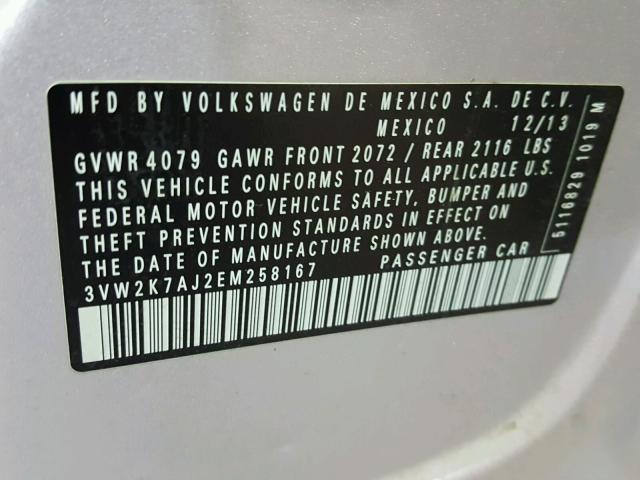 MFD BY VOLKSWAGEN DE MEXICO S.A. DE C.V.
MEXICO 12/13
GVWR 4079 GAWR FRONT 2072 / REAR 2116 LBS
THIS VEHICLE CONFORMS TO ALL APPLICABLE U.S.
FEDERAL MOTOR VEHICLE SAFETY, BUMPER AND
THEFT PREVENTION STANDARDS IN EFFECT ON
THE DATE OF MANUFACTURE SHOWN ABOVE.
3VW2K7AJ2EM258167 PASSENGER CAR
5116829 1019 M